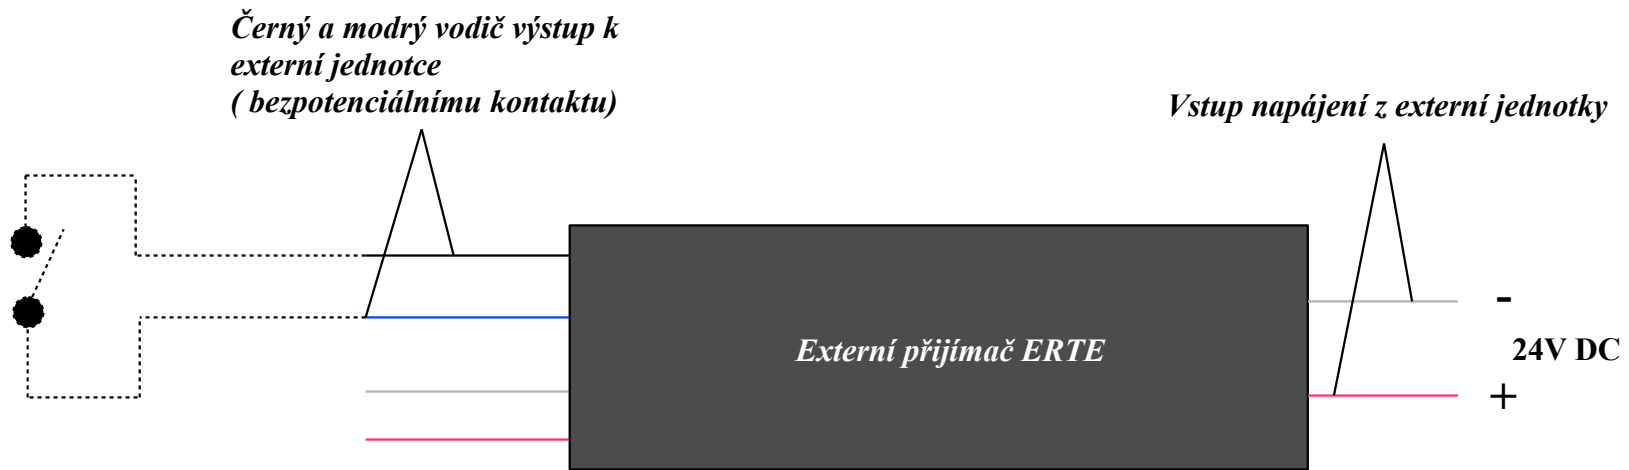 Černý a modrý vodič výstup k
externí jednotce
( bezpotenciálnímu kontaktu)
Vstup napájení z externí jednotky
-
Externí přijímač ERTE
24V DC
+